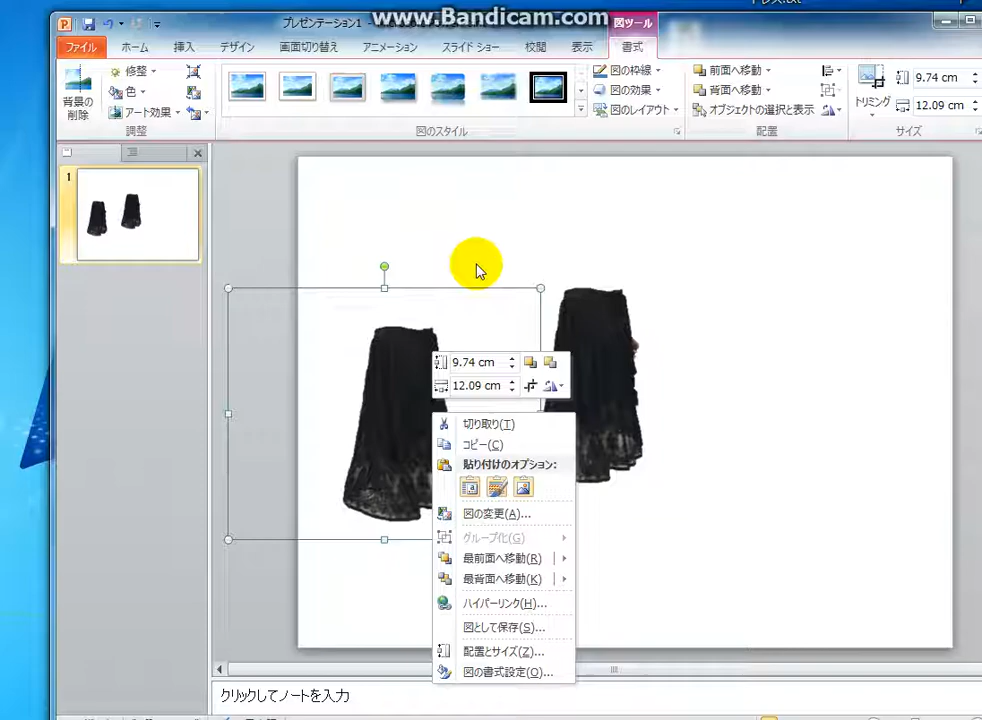 www.Bandicam.com
プレゼンテーション1 -
図ツール
ファイル ホーム 挿入 デザイン 画面切り替え アニメーション スライド ショー 校閲 表示 書式
背景の
削除
修整
色
アート効果
調整
図のスタイル
図の枠線
図の効果
図のレイアウト
前面へ移動
背面へ移動
オブジェクトの選択と表示
配置
トリミング
9.74 cm
12.09 cm
サイズ
1
9.74 cm
12.09 cm
切り取り(T)
コピー(C)
貼り付けのオプション:
図の変更(A)...
グループ化(G)
最前面へ移動(R)
最背面へ移動(K)
ハイパーリンク(H)...
図として保存(S)...
配置とサイズ(Z)...
図の書式設定(O)...
クリックしてノートを入力